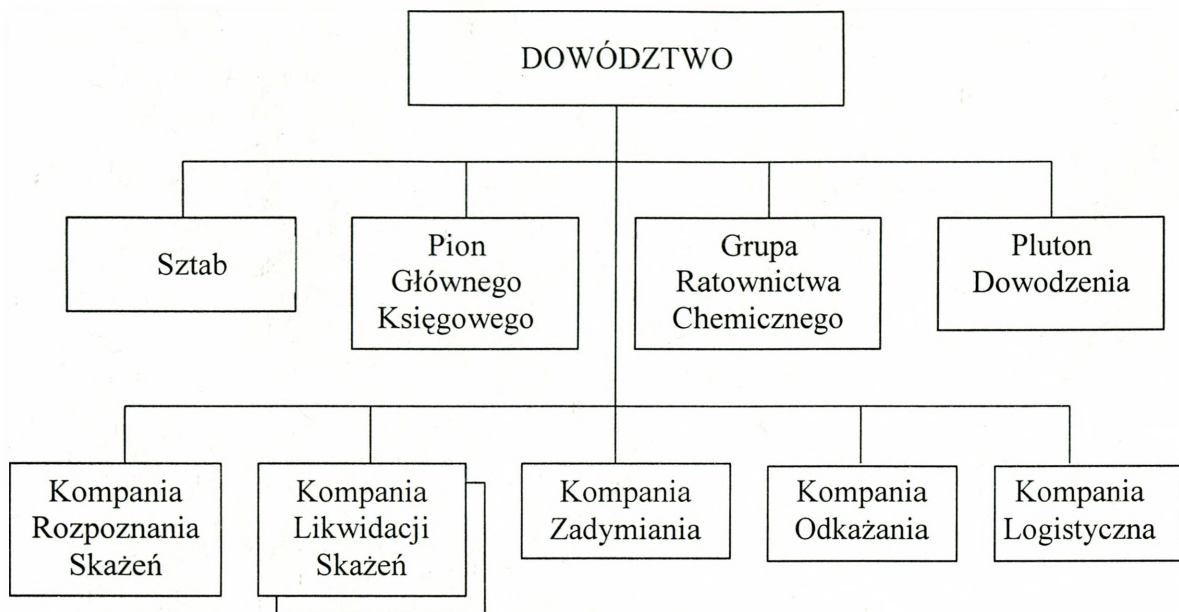 DOWÓDZTWO
Sztab
Pion
Głównego
Księgowego
Grupa
Ratownictwa
Chemicznego
Pluton
Dowodzenia
Kompania
Rozpoznania
Skażeń
Kompania
Likwidacji
Skażeń
Kompania
Zadymiania
Kompania
Odkażania
Kompania
Logistyczna